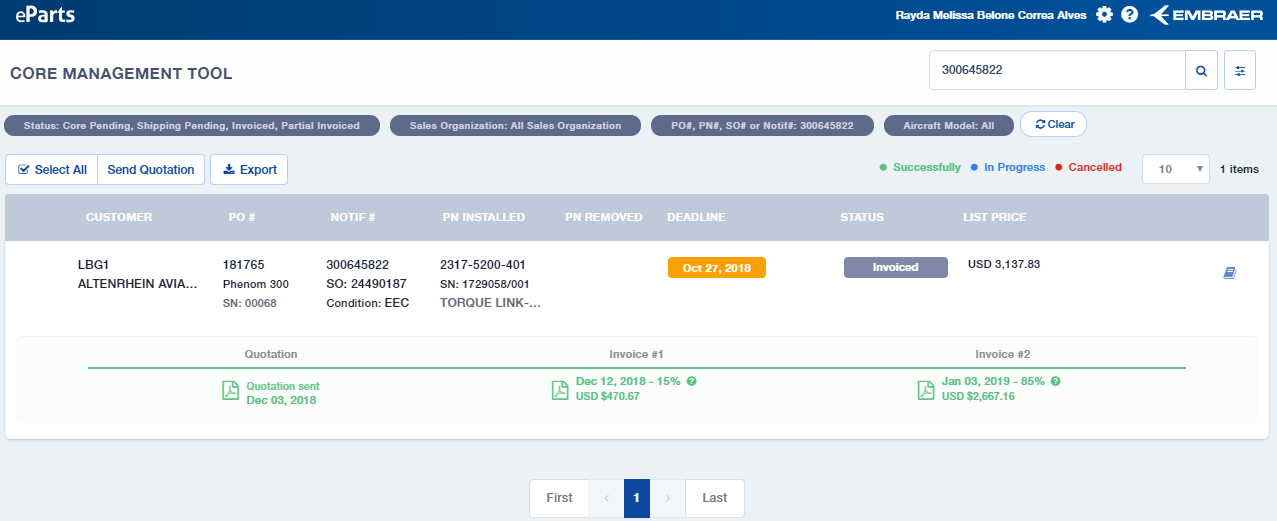 eParts
Rayda Melissa Belone Correa Alves
EMBRAER
CORE MANAGEMENT TOOL
300645822
Status: Core Pending, Shipping Pending, Invoiced, Partial Invoiced
Sales Organization: All Sales Organization
PO#, PN#, SO# or Notif#: 300645822
Aircraft Model: All
Clear
Select All
Send Quotation
Export
Successfully
In Progress
Cancelled
10
1 items
CUSTOMER PO # NOTIF # PN INSTALLED PN REMOVED DEADLINE STATUS LIST PRICE
LBG1 181765 300645822 2317-5200-401 Oct 27, 2018 Invoiced USD 3,137.83
ALTENRHEIN AVIA... Phenom 300 SO: 24490187 SN: 1729058/001
SN: 00068 Condition: EEC TORQUE LINK-...
Quotation Invoice #1 Invoice #2
Quotation sent Dec 12, 2018 - 15% Jan 03, 2019 - 85%
Dec 03, 2018 USD $470.67 USD $2,667.16
First ‹ 1 › Last